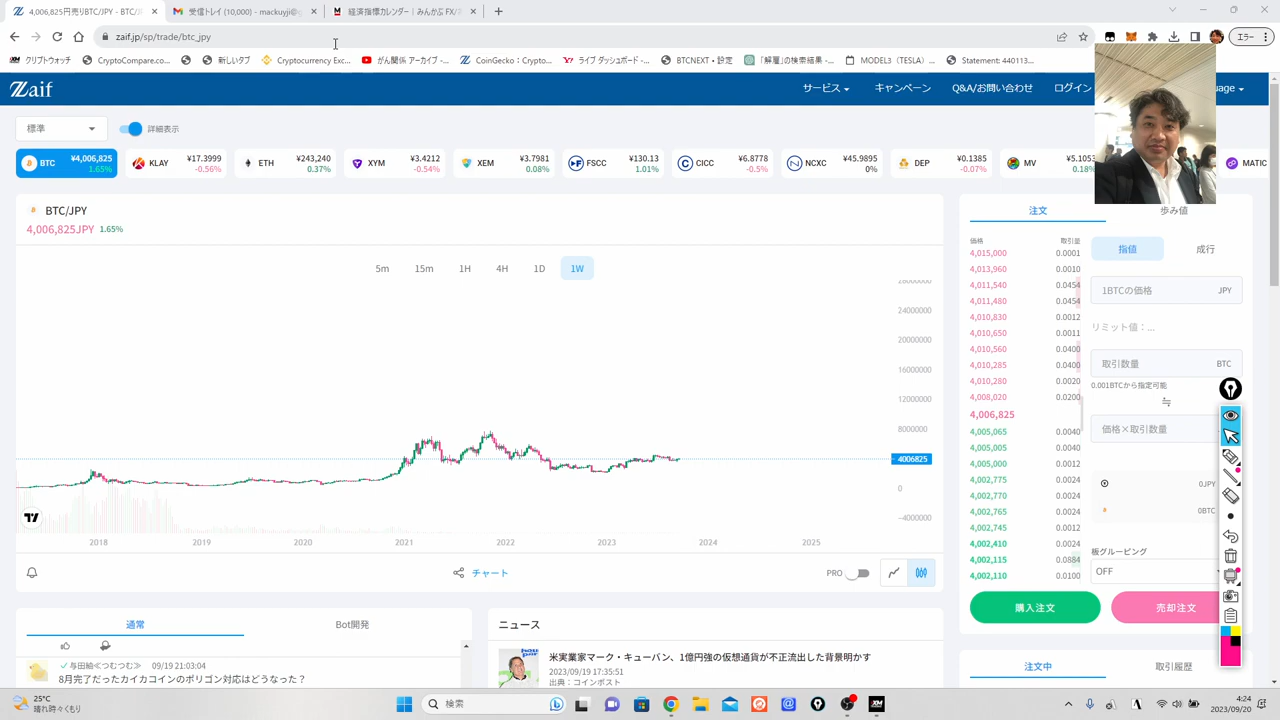 4,006,825円売りBTC/JPY - BTC/J
受信トレイ (10,000) - mackuyji@g
経済指標カレンダー | みんかぶ FX/
zaif.jp/sp/trade/btc_jpy
エラー
クリプトウォッチ
CryptoCompare.co...
新しいタブ
Cryptocurrency Exc...
がん関係 アーカイブ -...
CoinGecko : Crypto...
ライブ ダッシュボード -...
BTCNEXT • 設定
「解雇」の検索結果 -...
MODEL3（TESLA）...
Statement: 440113...
Zaif
サービス
キャンペーン
Q&A/お問い合わせ
ログイン
uage
標準
詳細表示
BTC ¥4,006,825 1.65%
KLAY ¥17.3999 -0.56%
ETH ¥243,240 0.37%
XYM ¥3.4212 -0.54%
XEM ¥3.7981 0.08%
FSCC ¥130.13 1.01%
CICC ¥6.8778 -0.5%
NCXC ¥45.9895 0%
DEP ¥0.1385 -0.07%
MV ¥5.1053 0.18%
MATIC
BTC/JPY
4,006,825JPY 1.65%
5m 15m 1H 4H 1D 1W
28000000
24000000
20000000
16000000
12000000
8000000
4006825
0
-4000000
2018 2019 2020 2021 2022 2023 2024 2025
チャート
PRO
注文
歩み値
価格 取引量
4,015,000 0.0001
4,013,960 0.0010
4,011,540 0.0454
4,011,480 0.0454
4,010,830 0.0012
4,010,650 0.0011
4,010,560 0.0400
4,010,285 0.0400
4,010,280 0.0020
4,008,020 0.0200
4,006,825
4,005,065 0.0040
4,005,005 0.0040
4,005,000 0.0012
4,002,775 0.0024
4,002,770 0.0024
4,002,765 0.0024
4,002,745 0.0012
4,002,410 0.0024
4,002,115 0.0884
4,002,110 0.0100
指値
成行
1BTCの価格 JPY
リミット値：...
取引数量 BTC
0.001BTCから指定可能
価格×取引数量
0JPY
0BTC
板グルーピング
OFF
購入注文
売却注文
通常
Bot開発
与田紬≪つむつむ≫ 09/19 21:03:04
8月完了だったカイカコインのポリゴン対応はどうなった？
ニュース
米実業家マーク・キューバン、1億円強の仮想通貨が不正流出した背景明かす
2023/09/19 17:35:51
出典：コインポスト
注文中
取引履歴
25°C
晴れ時々くもり
検索
XM
A
4:24
2023/09/20